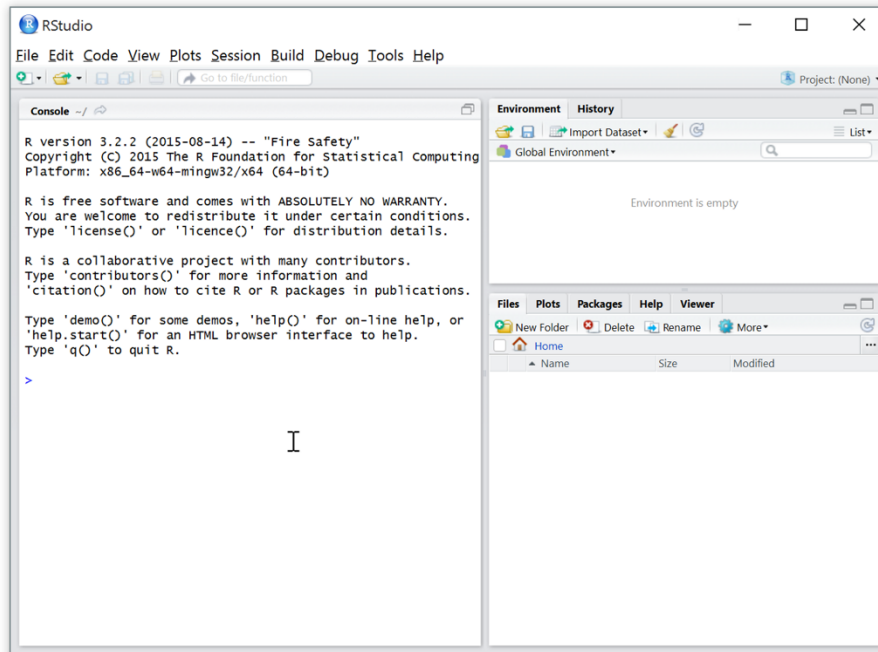 RStudio
File Edit Code View Plots Session Build Debug Tools Help
Go to file/function
Project: (None)
Console ~/
R version 3.2.2 (2015-08-14) -- "Fire Safety"
Copyright (C) 2015 The R Foundation for Statistical Computing
Platform: x86_64-w64-mingw32/x64 (64-bit)
R is free software and comes with ABSOLUTELY NO WARRANTY.
You are welcome to redistribute it under certain conditions.
Type 'license()' or 'licence()' for distribution details.
R is a collaborative project with many contributors.
Type 'contributors()' for more information and
'citation()' on how to cite R or R packages in publications.
Type 'demo()' for some demos, 'help()' for on-line help, or
'help.start()' for an HTML browser interface to help.
Type 'q()' to quit R.
>
Environment History
Import Dataset List
Global Environment
Environment is empty
Files Plots Packages Help Viewer
New Folder Delete Rename More
Home ...
Name Size Modified